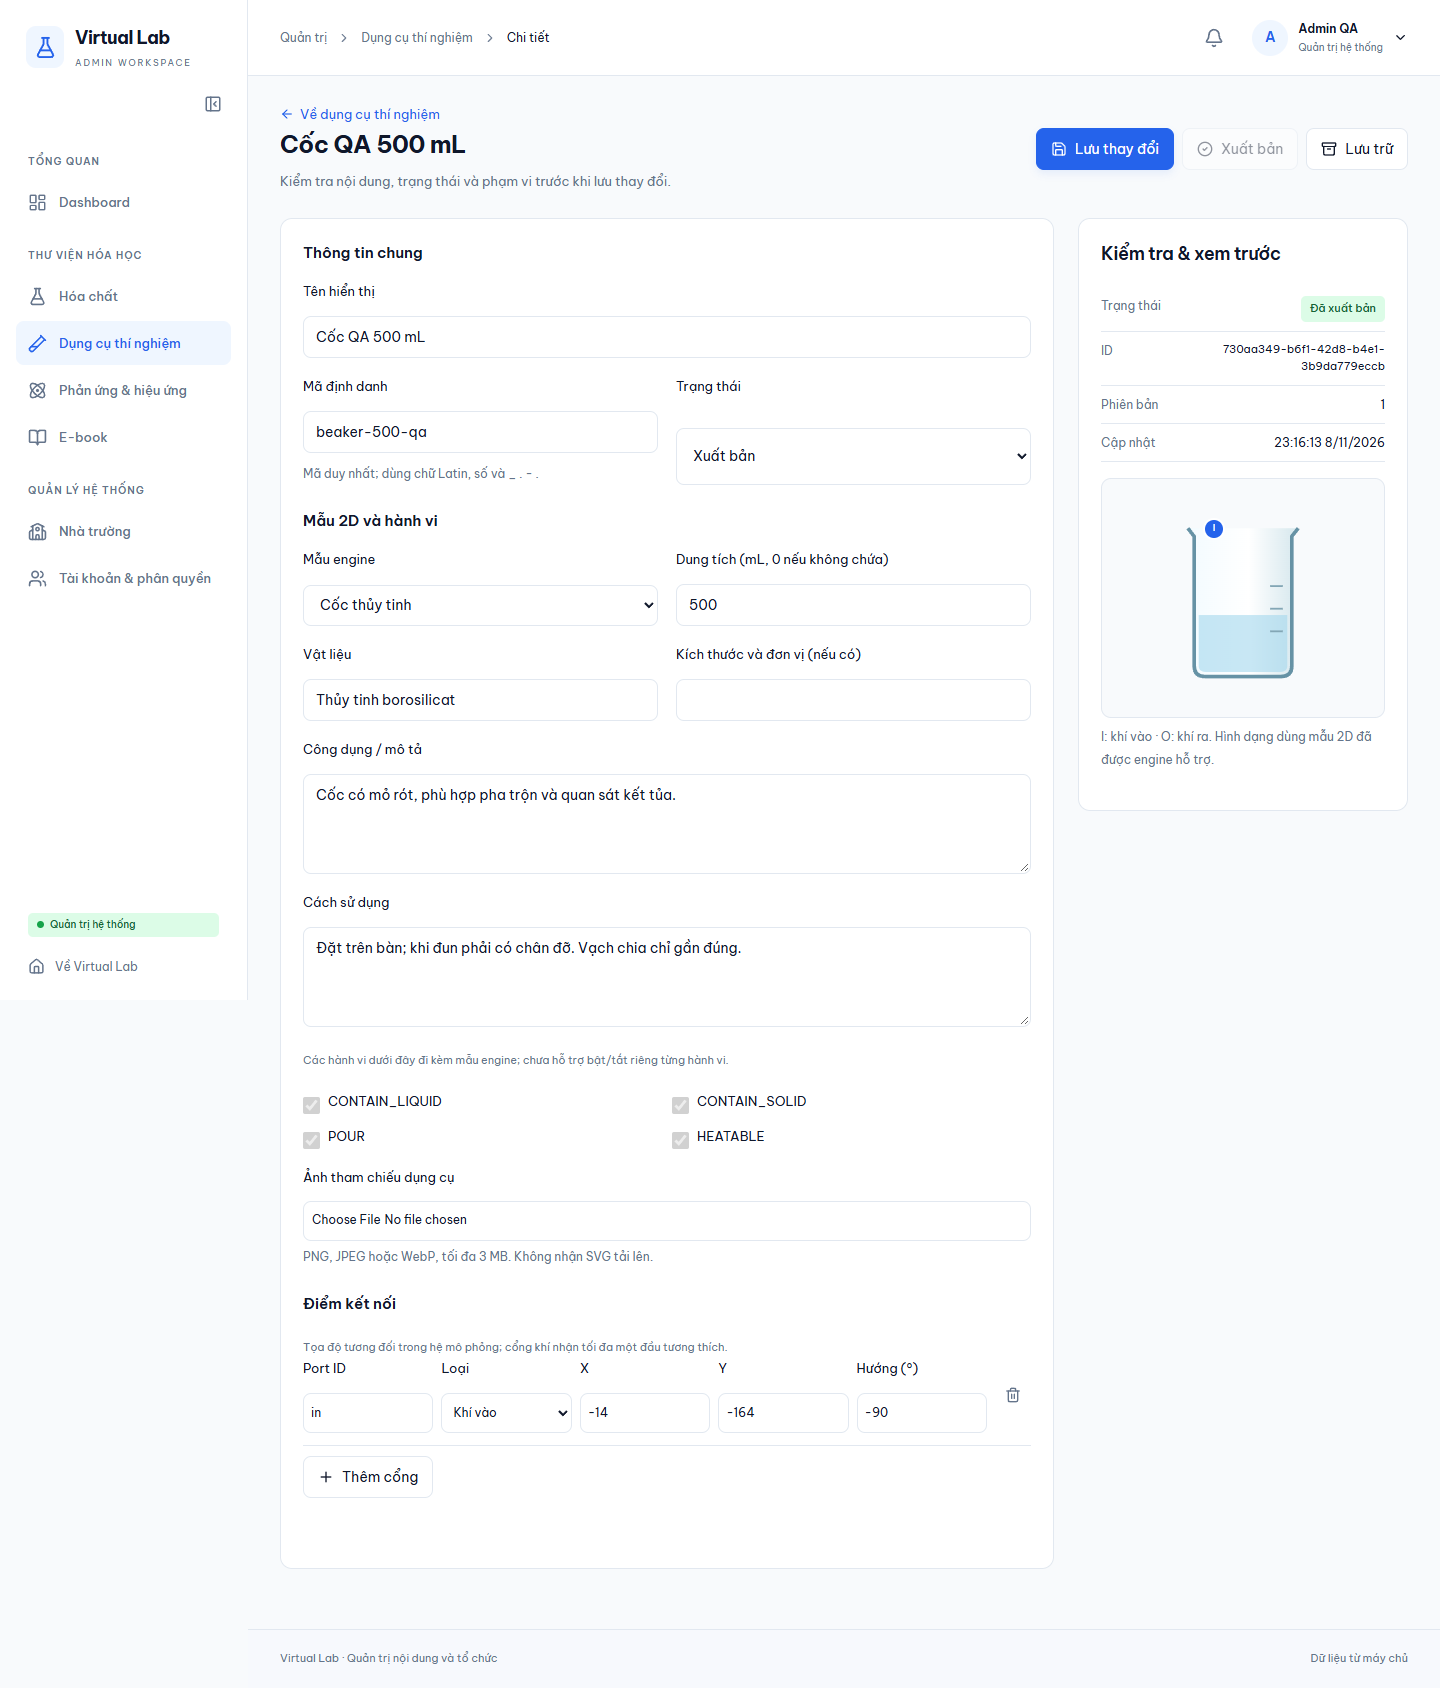 Virtual Lab
ADMIN WORKSPACE
TỔNG QUAN
Dashboard
THƯ VIỆN HÓA HỌC
Hóa chất
Dụng cụ thí nghiệm
Phản ứng & hiệu ứng
E-book
QUẢN LÝ HỆ THỐNG
Nhà trường
Tài khoản & phân quyền
Quản trị hệ thống
Về Virtual Lab
Quản trị
Dụng cụ thí nghiệm
Chi tiết
A
Admin QA
Quản trị hệ thống
Về dụng cụ thí nghiệm
Cốc QA 500 mL
Kiểm tra nội dung, trạng thái và phạm vi trước khi lưu thay đổi.
Lưu thay đổi
Xuất bản
Lưu trữ
Thông tin chung
Tên hiển thị
Cốc QA 500 mL
Mã định danh
Trạng thái
beaker-500-qa
Xuất bản
Mã duy nhất; dùng chữ Latin, số và _ . - .
Mẫu 2D và hành vi
Mẫu engine
Dung tích (mL, 0 nếu không chứa)
Cốc thủy tinh
500
Vật liệu
Kích thước và đơn vị (nếu có)
Thủy tinh borosilicat
Công dụng / mô tả
Cốc có mỏ rót, phù hợp pha trộn và quan sát kết tủa.
Cách sử dụng
Đặt trên bàn; khi đun phải có chân đỡ. Vạch chia chỉ gần đúng.
Các hành vi dưới đây đi kèm mẫu engine; chưa hỗ trợ bật/tắt riêng từng hành vi.
CONTAIN_LIQUID
CONTAIN_SOLID
POUR
HEATABLE
Ảnh tham chiếu dụng cụ
Choose File No file chosen
PNG, JPEG hoặc WebP, tối đa 3 MB. Không nhận SVG tải lên.
Điểm kết nối
Tọa độ tương đối trong hệ mô phỏng; cổng khí nhận tối đa một đầu tương thích.
Port ID
Loại
X
Y
Hướng (°)
in
Khí vào
-14
-164
-90
Thêm cổng
Kiểm tra & xem trước
Trạng thái
Đã xuất bản
ID
730aa349-b6f1-42d8-b4e1-
3b9da779eccb
Phiên bản
1
Cập nhật
23:16:13 8/11/2026
I
I: khí vào · O: khí ra. Hình dạng dùng mẫu 2D đã
được engine hỗ trợ.
Virtual Lab · Quản trị nội dung và tổ chức
Dữ liệu từ máy chủ